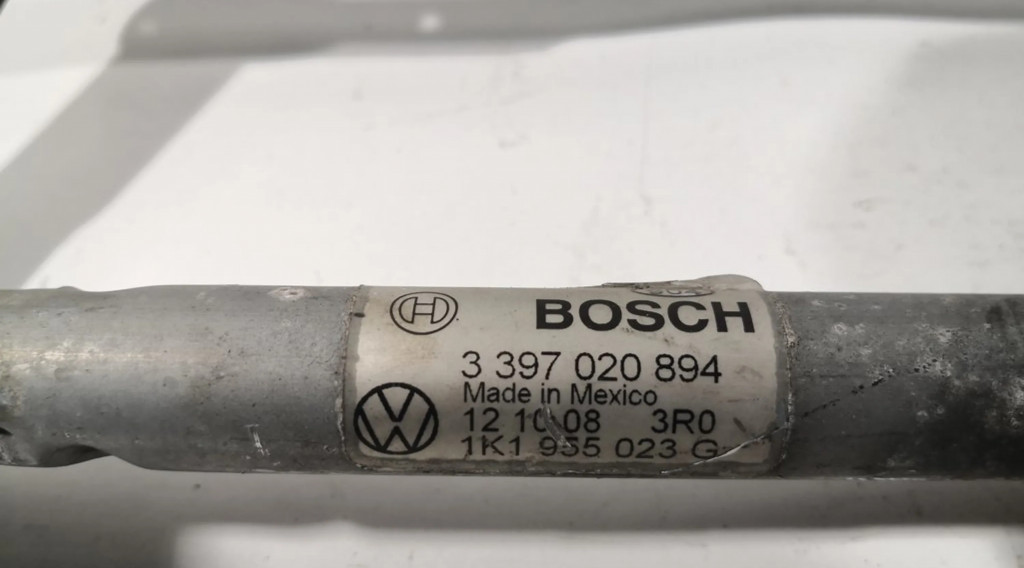 BOSCH
3 397 020 894
Made in Mexico
12 10 08 3R0
1K1 955 023 G